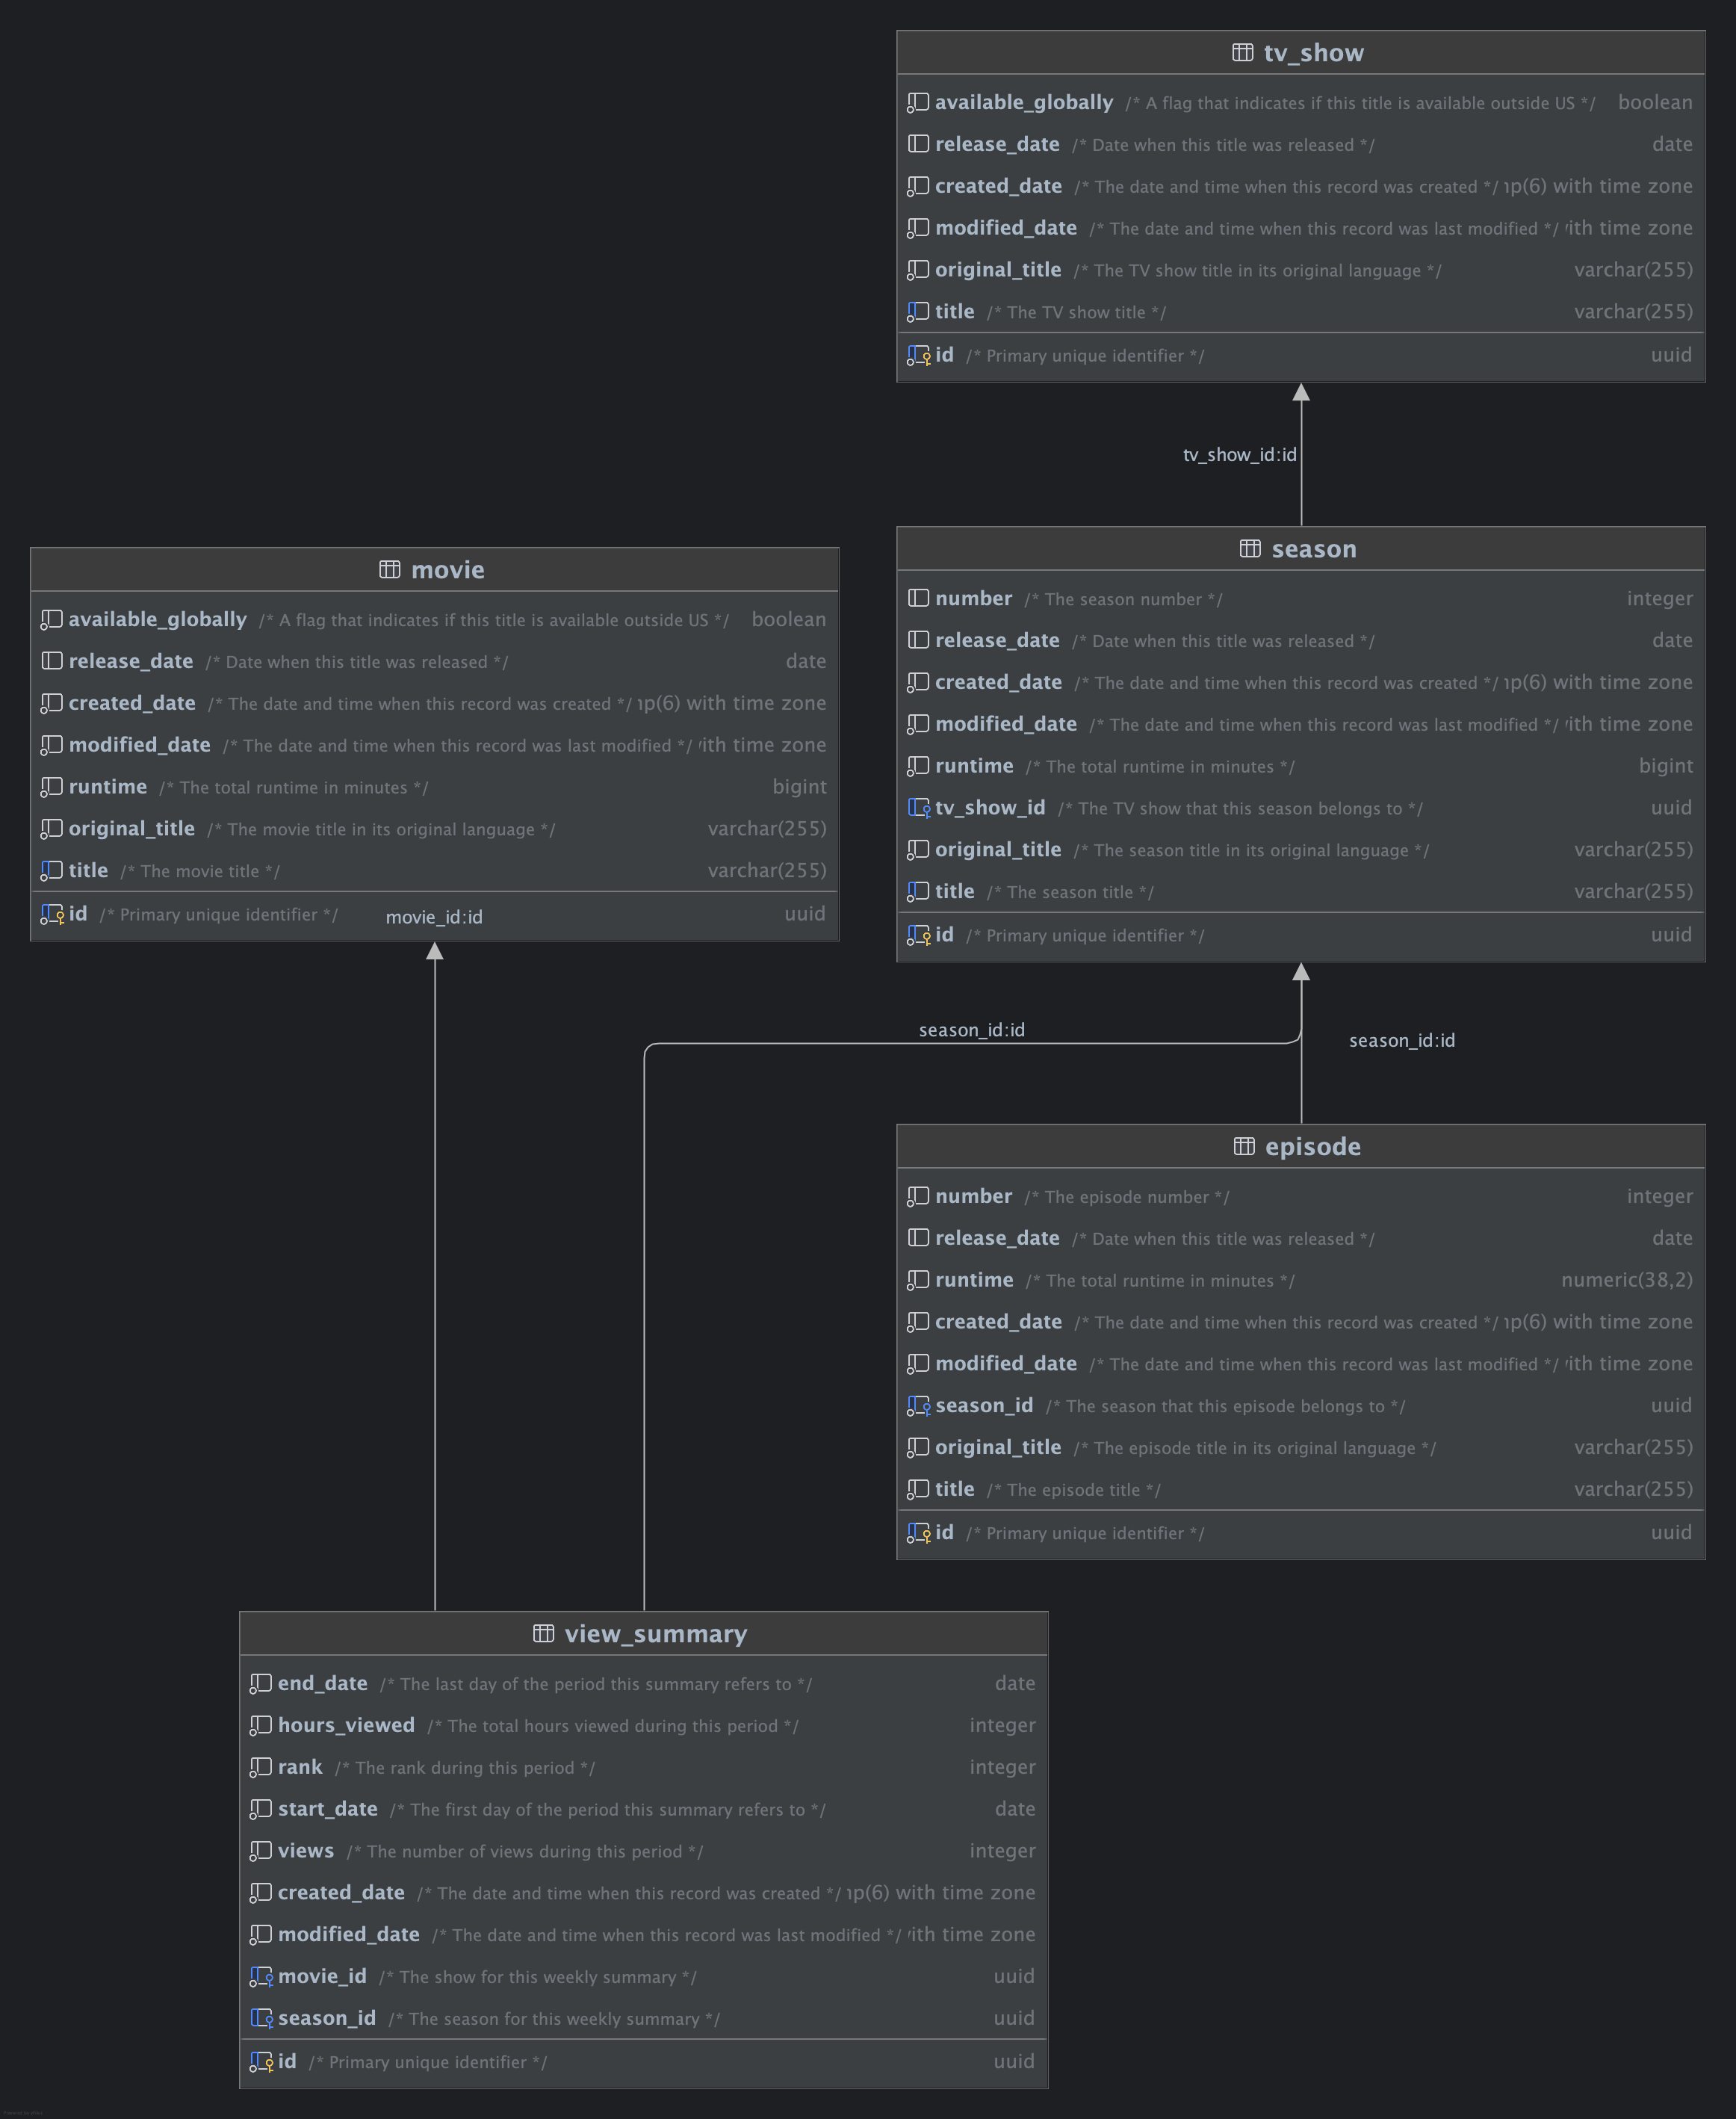 tv_show
available_globally /* A flag that indicates if this title is available outside US */ boolean
release_date /* Date when this title was released */ date
created_date /* The date and time when this record was created */ ıp(6) with time zone
modified_date /* The date and time when this record was last modified */ with time zone
original_title /* The TV show title in its original language */ varchar(255)
title /* The TV show title */ varchar(255)
id /* Primary unique identifier */ uuid
tv_show_id:id
season
number /* The season number */ integer
release_date /* Date when this title was released */ date
created_date /* The date and time when this record was created */ ıp(6) with time zone
modified_date /* The date and time when this record was last modified */ with time zone
runtime /* The total runtime in minutes */ bigint
tv_show_id /* The TV show that this season belongs to */ uuid
original_title /* The season title in its original language */ varchar(255)
title /* The season title */ varchar(255)
id /* Primary unique identifier */ uuid
movie
available_globally /* A flag that indicates if this title is available outside US */ boolean
release_date /* Date when this title was released */ date
created_date /* The date and time when this record was created */ ıp(6) with time zone
modified_date /* The date and time when this record was last modified */ with time zone
runtime /* The total runtime in minutes */ bigint
original_title /* The movie title in its original language */ varchar(255)
title /* The movie title */ varchar(255)
id /* Primary unique identifier */ uuid
movie_id:id
season_id:id
season_id:id
episode
number /* The episode number */ integer
release_date /* Date when this title was released */ date
runtime /* The total runtime in minutes */ numeric(38,2)
created_date /* The date and time when this record was created */ ıp(6) with time zone
modified_date /* The date and time when this record was last modified */ with time zone
season_id /* The season that this episode belongs to */ uuid
original_title /* The episode title in its original language */ varchar(255)
title /* The episode title */ varchar(255)
id /* Primary unique identifier */ uuid
view_summary
end_date /* The last day of the period this summary refers to */ date
hours_viewed /* The total hours viewed during this period */ integer
rank /* The rank during this period */ integer
start_date /* The first day of the period this summary refers to */ date
views /* The number of views during this period */ integer
created_date /* The date and time when this record was created */ ıp(6) with time zone
modified_date /* The date and time when this record was last modified */ with time zone
movie_id /* The show for this weekly summary */ uuid
season_id /* The season for this weekly summary */ uuid
id /* Primary unique identifier */ uuid